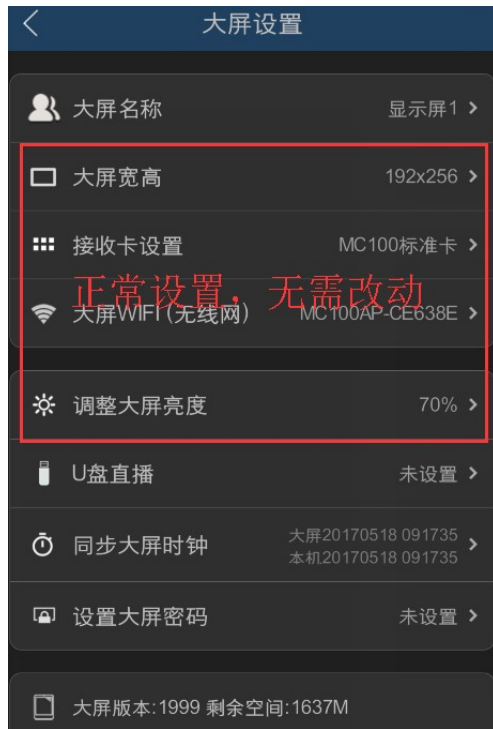 大屏设置
大屏名称 显示屏1
大屏宽高 192x256
接收卡设置 MC100标准卡
正常设置，无需改动
大屏WIFI(无线网) MC100AP-CE638E
调整大屏亮度 70%
U盘直播 未设置
同步大屏时钟 大屏20170518 091735
本机20170518 091735
设置大屏密码 未设置
大屏版本:1999 剩余空间:1637M